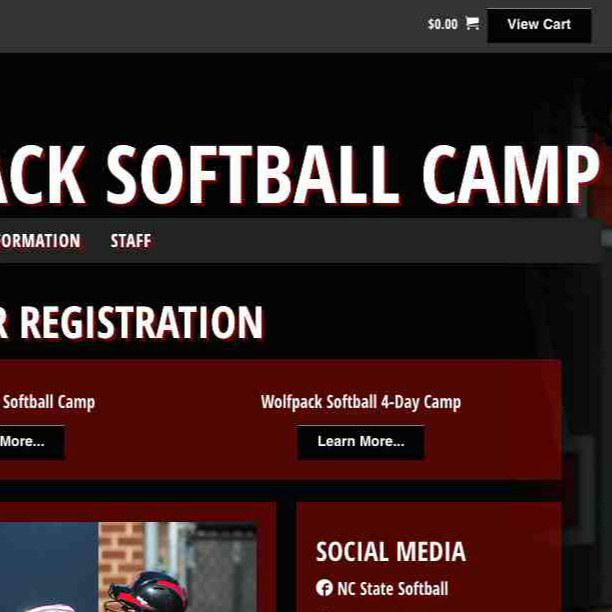 $0.00 View Cart
ACK SOFTBALL CAMP
FORMATION STAFF
R REGISTRATION
Softball Camp Wolfpack Softball 4-Day Camp
More... Learn More...
SOCIAL MEDIA
NC State Softball